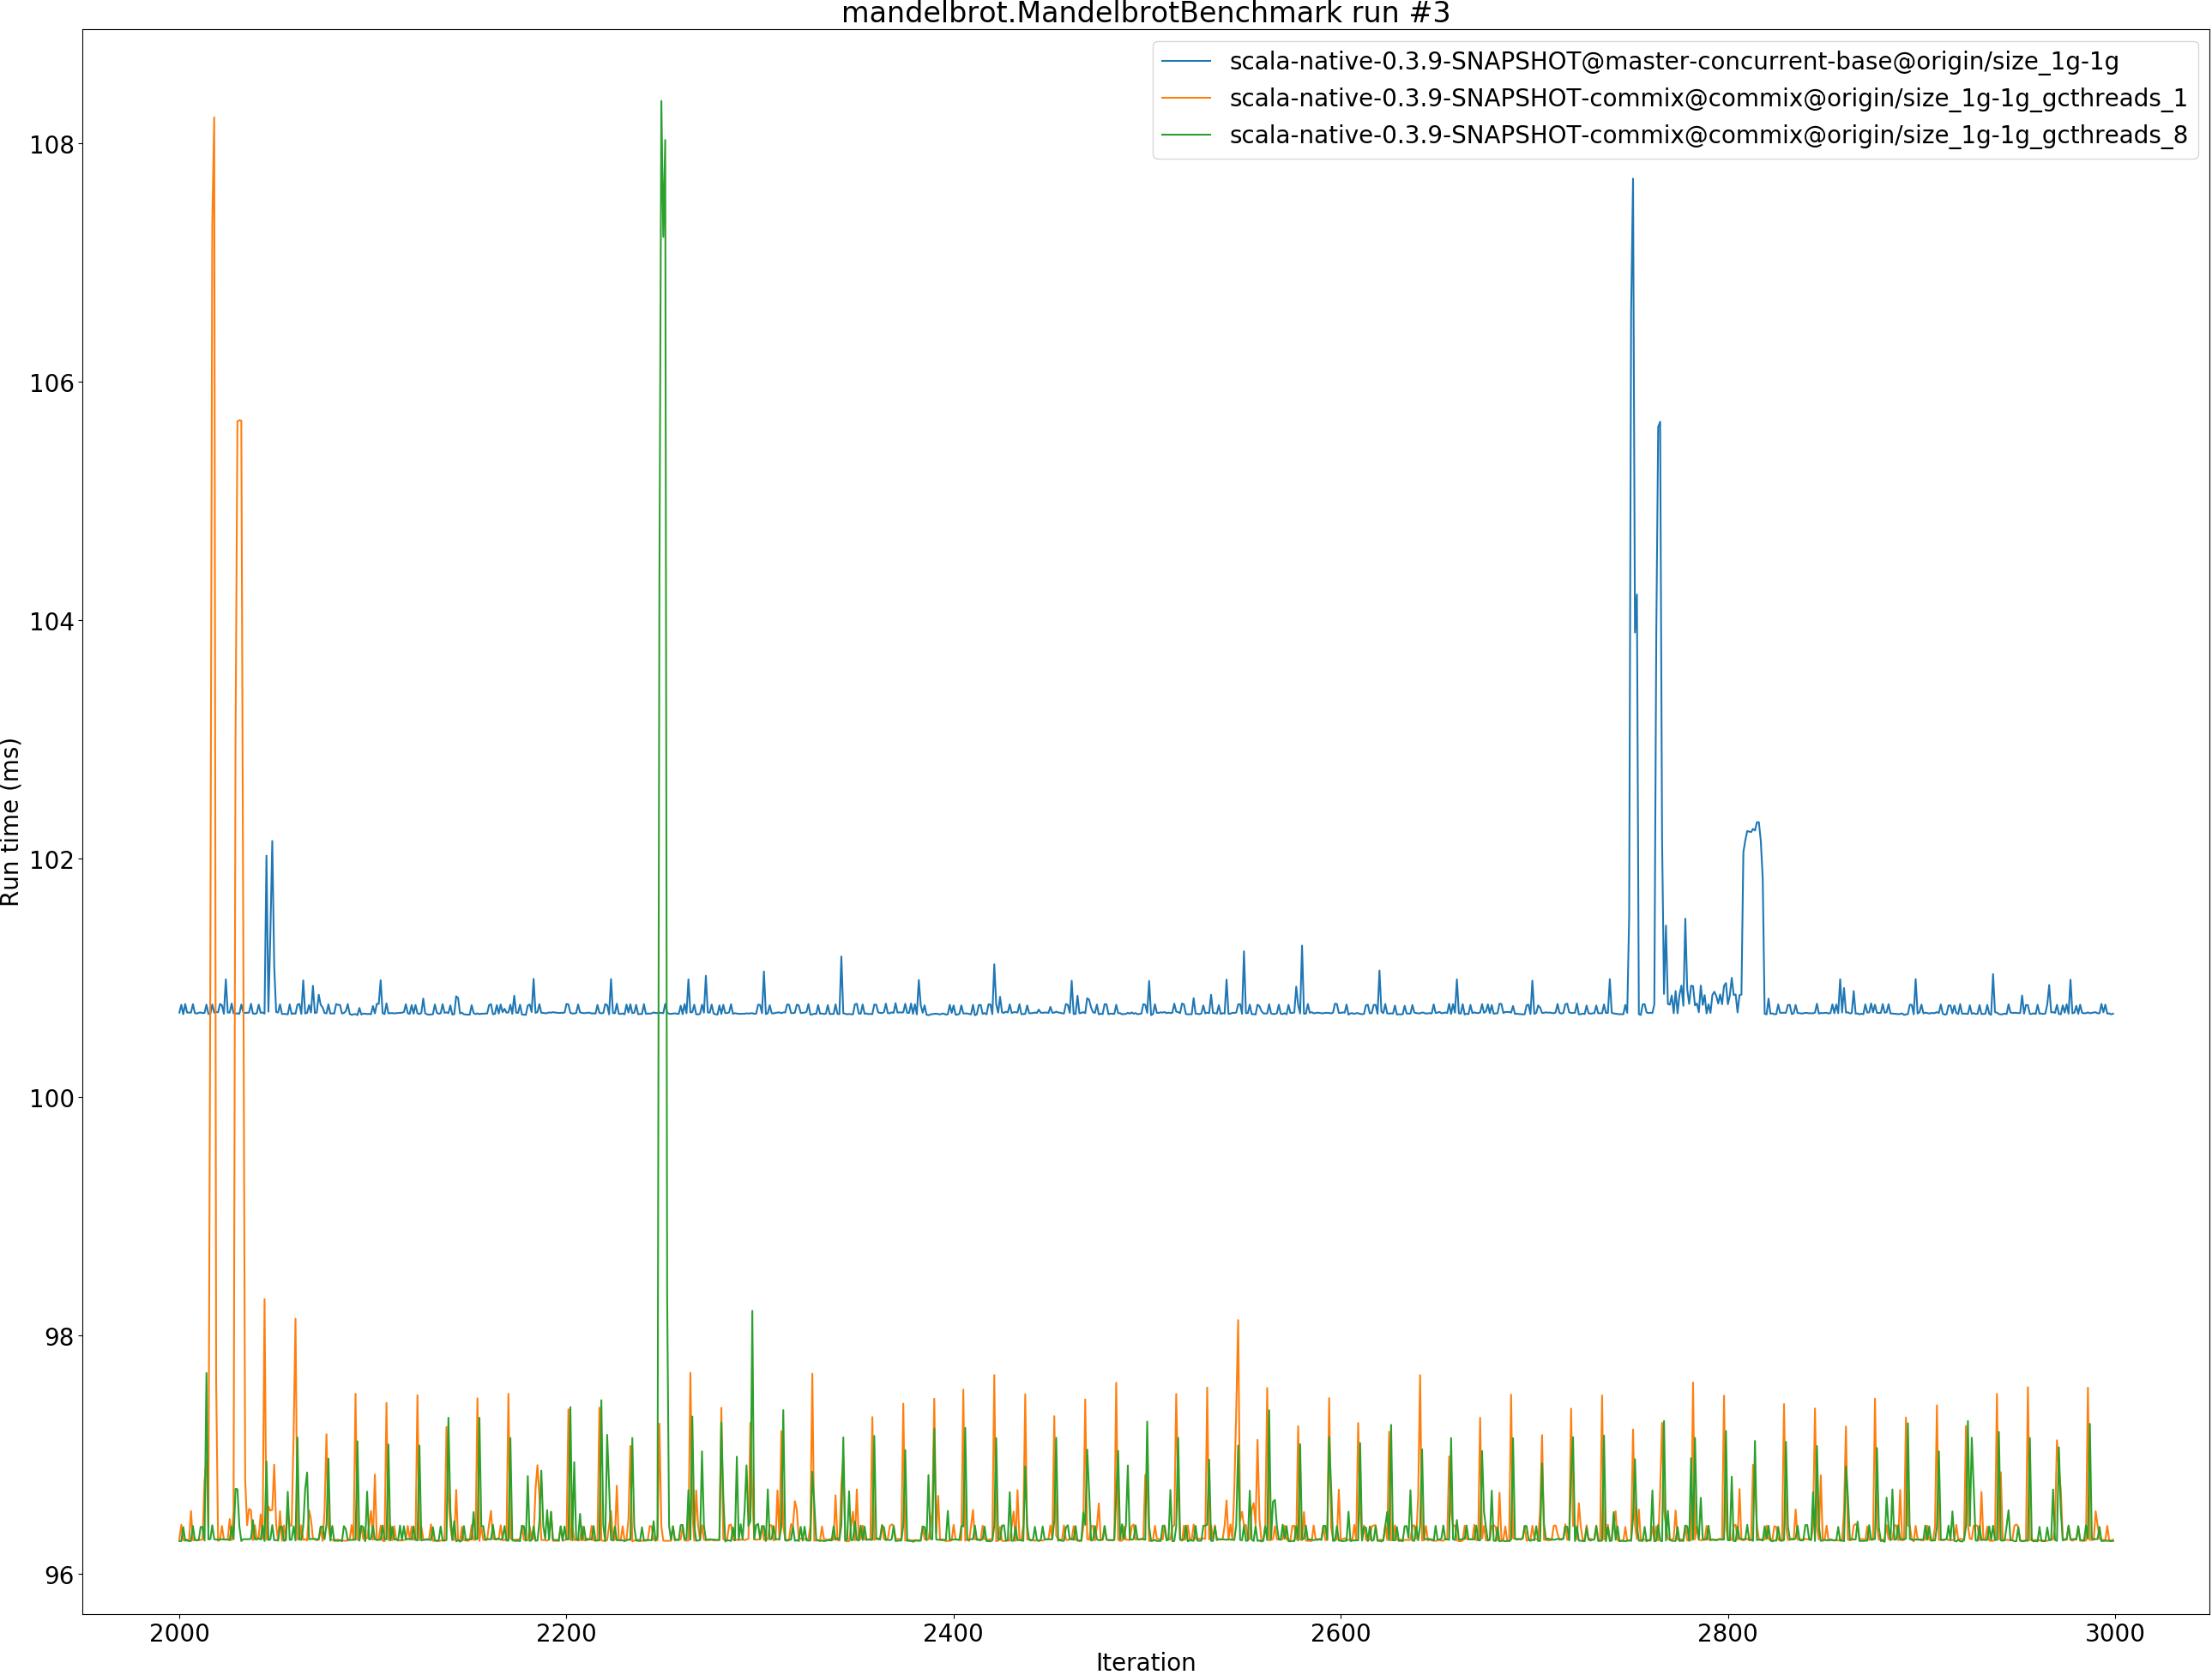 mandelbrot.MandelbrotBenchmark run #3
scala-native-0.3.9-SNAPSHOT@master-concurrent-base@origin/size_1g-1g
scala-native-0.3.9-SNAPSHOT-commix@commix@origin/size_1g-1g_gcthreads_1
scala-native-0.3.9-SNAPSHOT-commix@commix@origin/size_1g-1g_gcthreads_8
Run time (ms)
108
106
104
102
100
98
96
2000 2200 2400 2600 2800 3000
Iteration